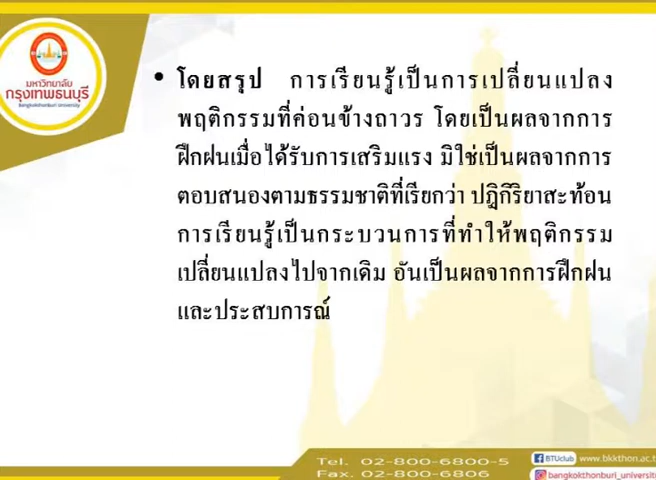 มหาวิทยาลัย
กรุงเทพธนบุรี
Bangkokthonburi University
• โดยสรุป การเรียนรู้เป็นการเปลี่ยนแปลง
พฤติกรรมที่ค่อนข้างถาวร โดยเป็นผลจากการ
ฝึกฝนเมื่อได้รับการเสริมแรง มิใช่เป็นผลจากการ
ตอบสนองตามธรรมชาติที่เรียกว่า ปฏิกิริยาสะท้อน
การเรียนรู้เป็นกระบวนการที่ทำให้พฤติกรรม
เปลี่ยนแปลงไปจากเดิม อันเป็นผลจากการฝึกฝน
และประสบการณ์
Tel. 02-800-6800-5
Fax. 02-800-6806
BTUclub www.bkkthon.ac.t
bangkokthonburi_university